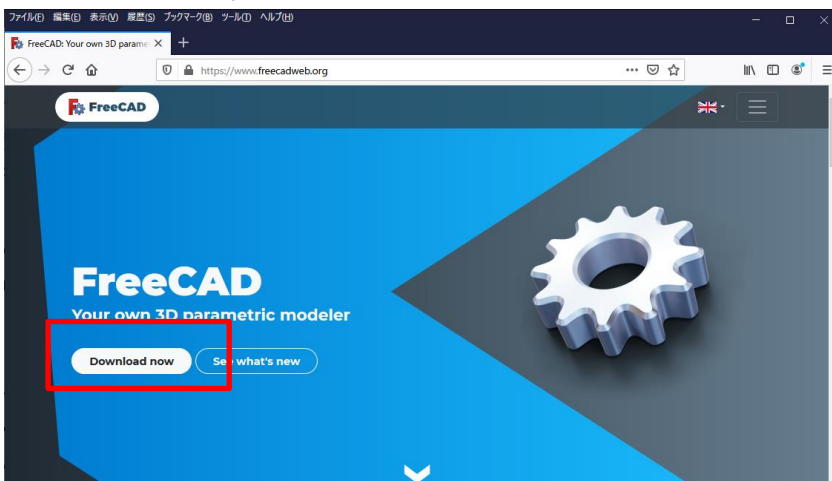 ファイル(F) 編集(E) 表示(V) 履歴(S) ブックマーク(B) ツール(T) ヘルプ(H)
FreeCAD: Your own 3D parame
https://www.freecadweb.org
FreeCAD
FreeCAD
Your own 3D parametric modeler
Download now See what's new